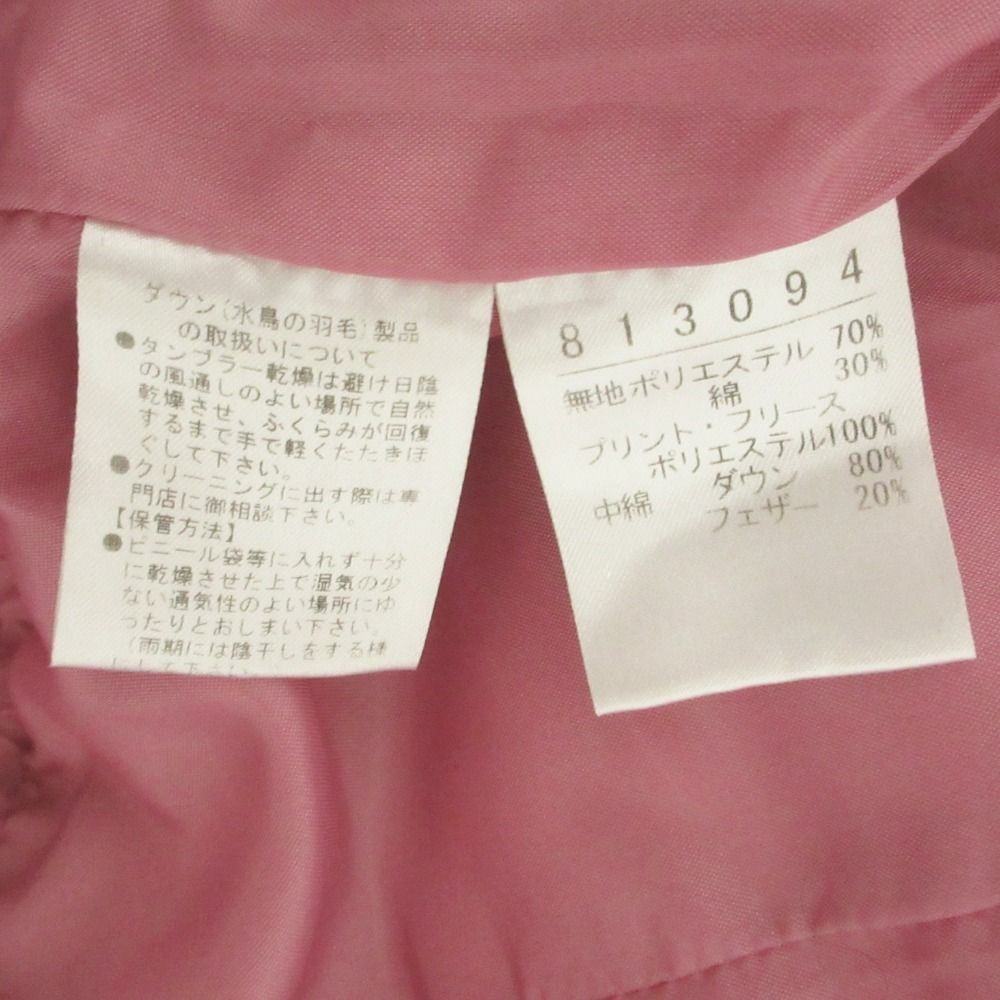 ダウン(水鳥の羽毛)製品
の取扱いについて
●タンブラー乾燥は避け日陰
の風通しのよい場所で自然
乾燥させ、ふくらみが回復
するまで手で軽くたたきほ
ぐして下さい。
●クリーニングに出す際は専
門店に御相談下さい。
【保管方法】
●ビニール袋等に入れず十分
に乾燥させた上で湿気の少
ない通気性のよい場所にゆ
ったりとおしまい下さい。
(雨期には陰干しをする様
にして下さい。
813094
無地 ポリエステル 70%
綿 30%
プリント・フリース
ポリエステル100%
中綿 ダウン 80%
フェザー 20%